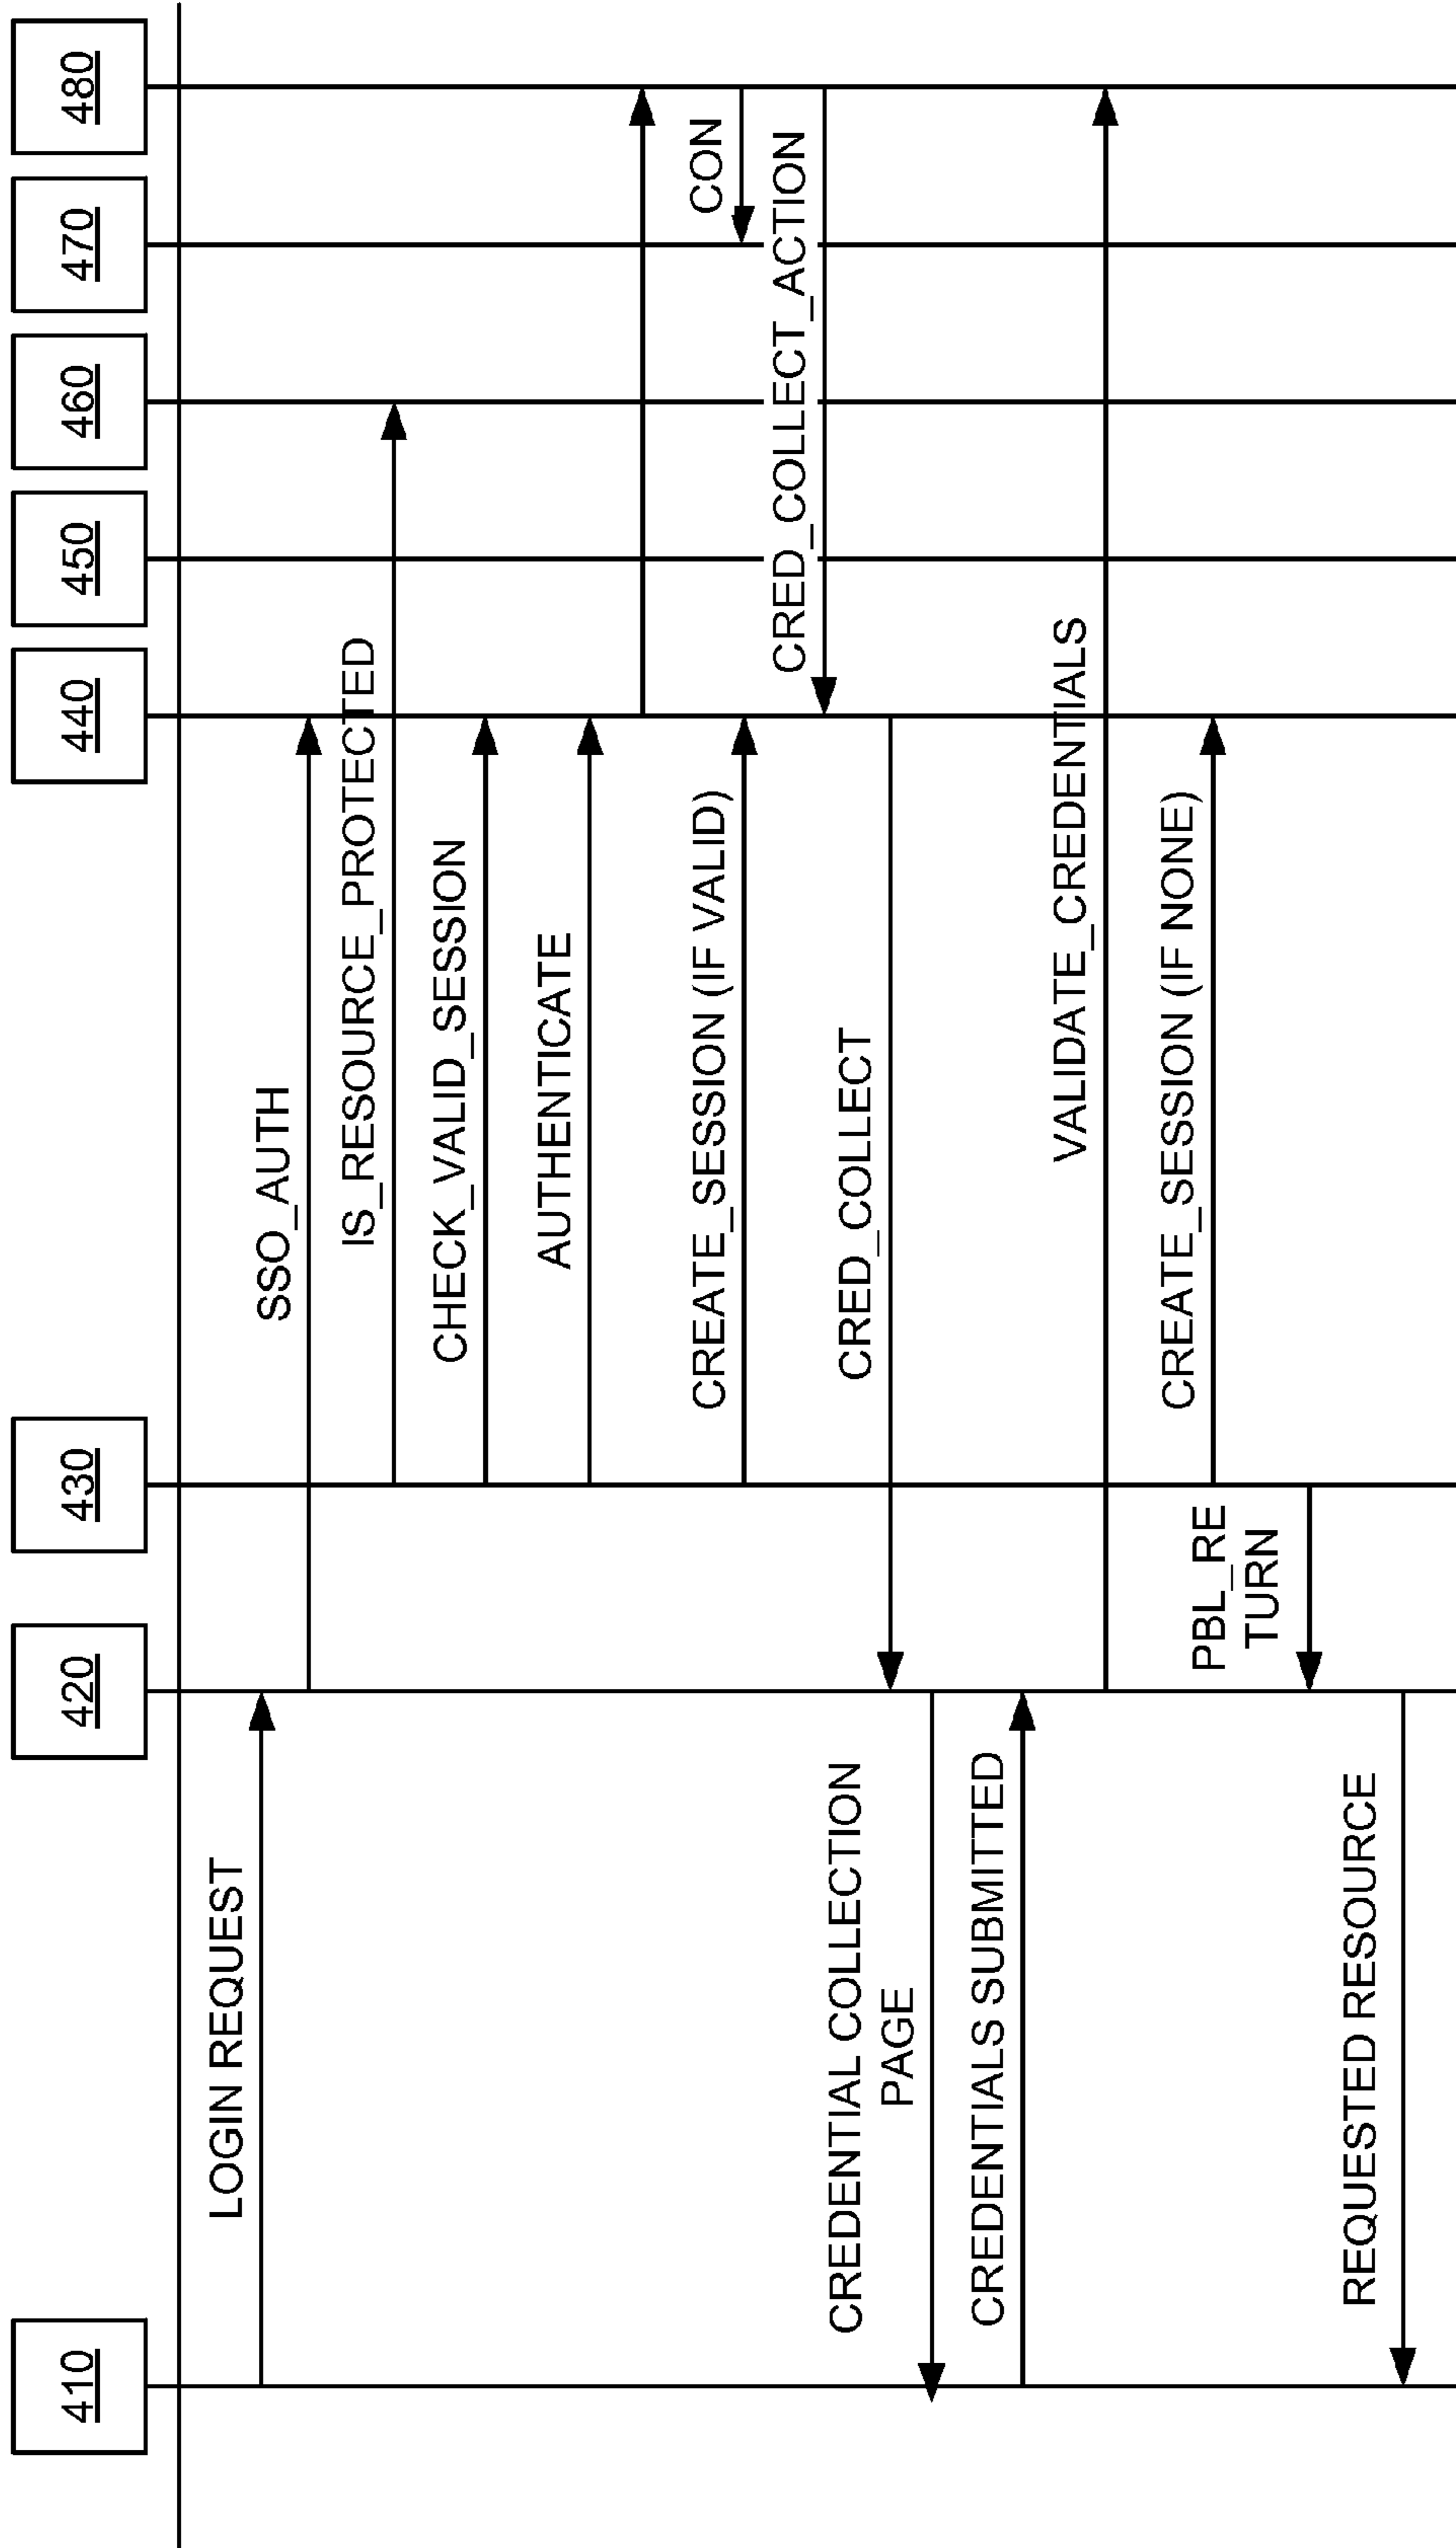 410
420
430
440
450
460
470
480
LOGIN REQUEST
SSO_AUTH
IS_RESOURCE_PROTECTED
CHECK_VALID_SESSION
AUTHENTICATE
CON
CREATE_SESSION (IF VALID)
CRED_COLLECT_ACTION
CRED_COLLECT
CREDENTIAL COLLECTION
PAGE
CREDENTIALS SUBMITTED
VALIDATE_CREDENTIALS
CREATE_SESSION (IF NONE)
PBL_RE
TURN
REQUESTED RESOURCE